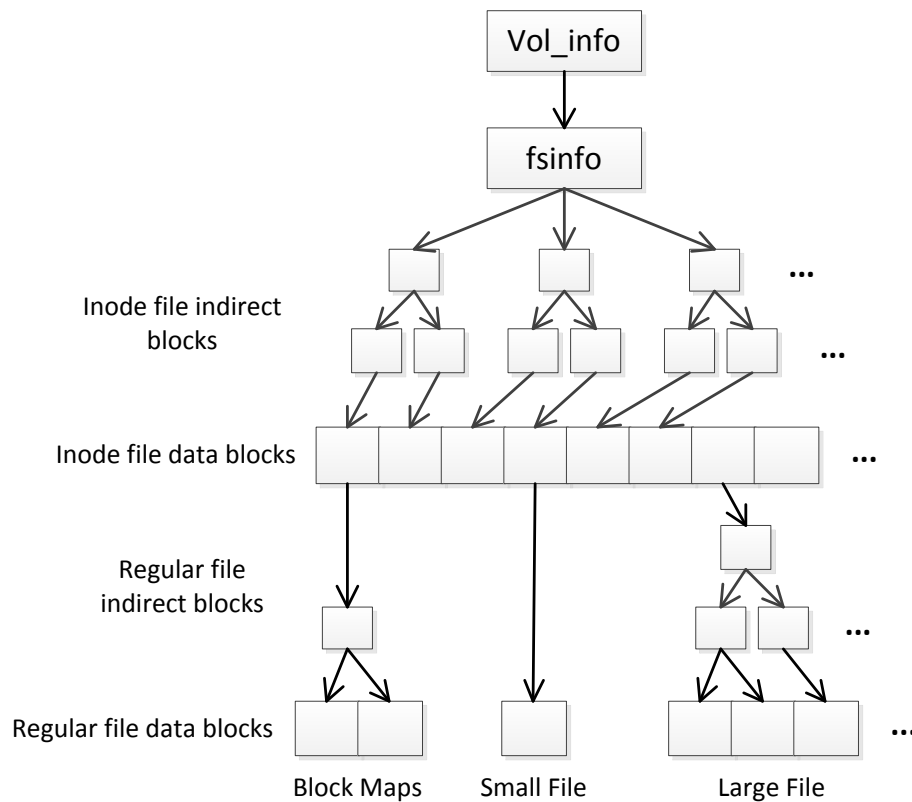 Vol_info
fsinfo
...
Inode file indirect
blocks
...
Inode file data blocks
...
Regular file
indirect blocks
...
Regular file data blocks
...
Block Maps
Small File
Large File